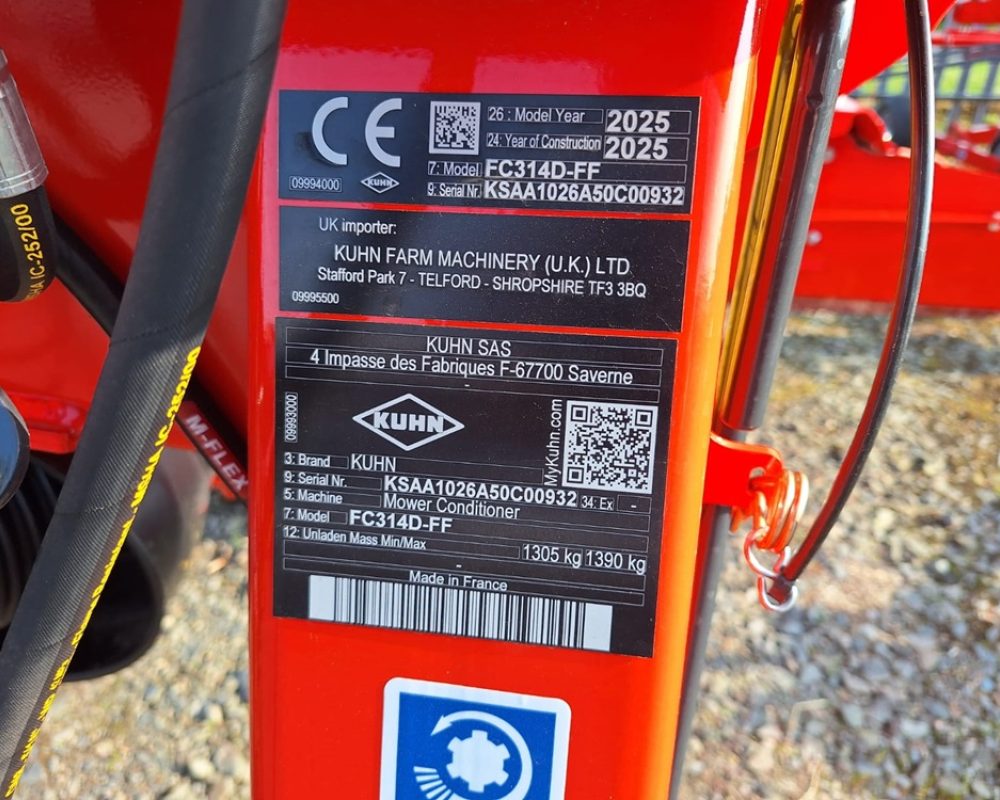 CE
09994000
KUHN
26 : Model Year 2025
24: Year of Construction 2025
7: Model FC314D-FF
9: Serial Nr. KSAA1026A50C00932
UK importer:
KUHN FARM MACHINERY (U.K.) LTD
Stafford Park 7 - TELFORD - SHROPSHIRE TF3 3BQ
09995500
KUHN SAS
4 Impasse des Fabriques F-67700 Saverne
09993000
KUHN
MyKuhn.com
3: Brand KUHN
9: Serial Nr. KSAA1026A50C00932 34: Ex -
5: Machine Mower Conditioner
7: Model FC314D-FF
12: Unladen Mass Min/Max 1305 kg 1390 kg
-
Made in France
IC-252/00
M-FLEX